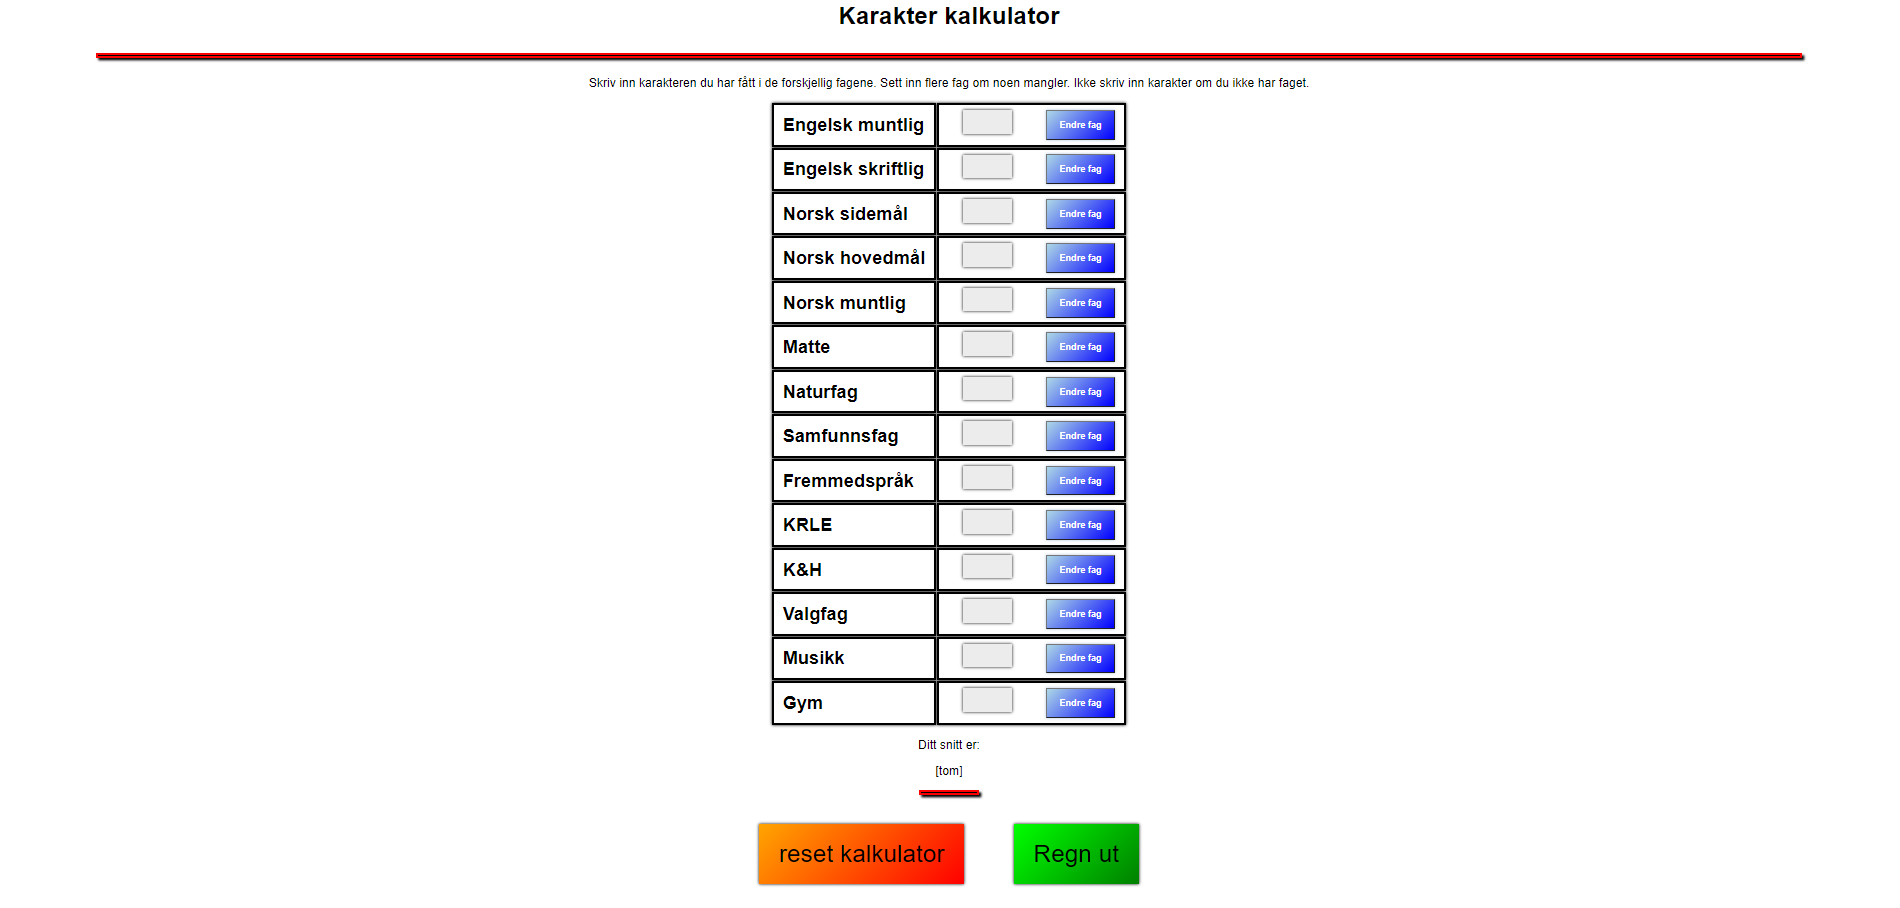 Karakter kalkulator
Skriv inn karakteren du har fått i de forskjellig fagene. Sett inn flere fag om noen mangler. Ikke skriv inn karakter om du ikke har faget.
Engelsk muntlig Endre fag
Engelsk skriftlig Endre fag
Norsk sidemål Endre fag
Norsk hovedmål Endre fag
Norsk muntlig Endre fag
Matte Endre fag
Naturfag Endre fag
Samfunnsfag Endre fag
Fremmedspråk Endre fag
KRLE Endre fag
K&H Endre fag
Valgfag Endre fag
Musikk Endre fag
Gym Endre fag
Ditt snitt er:
[tom]
reset kalkulator Regn ut